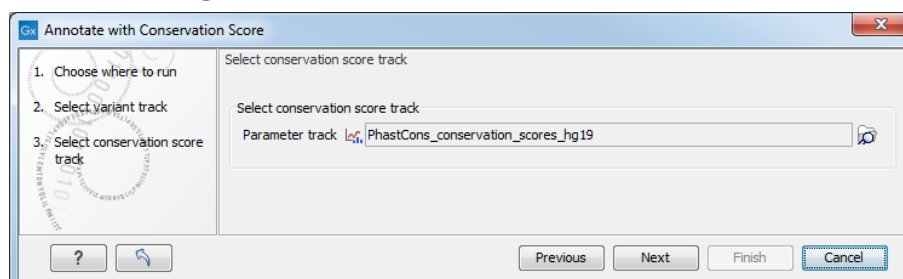 Gx Annotate with Conservation Score
1. Choose where to run
2. Select variant track
3. Select conservation score
track
Select conservation score track
Select conservation score track
Parameter track PhastCons_conservation_scores_hg19
? Previous Next Finish Cancel